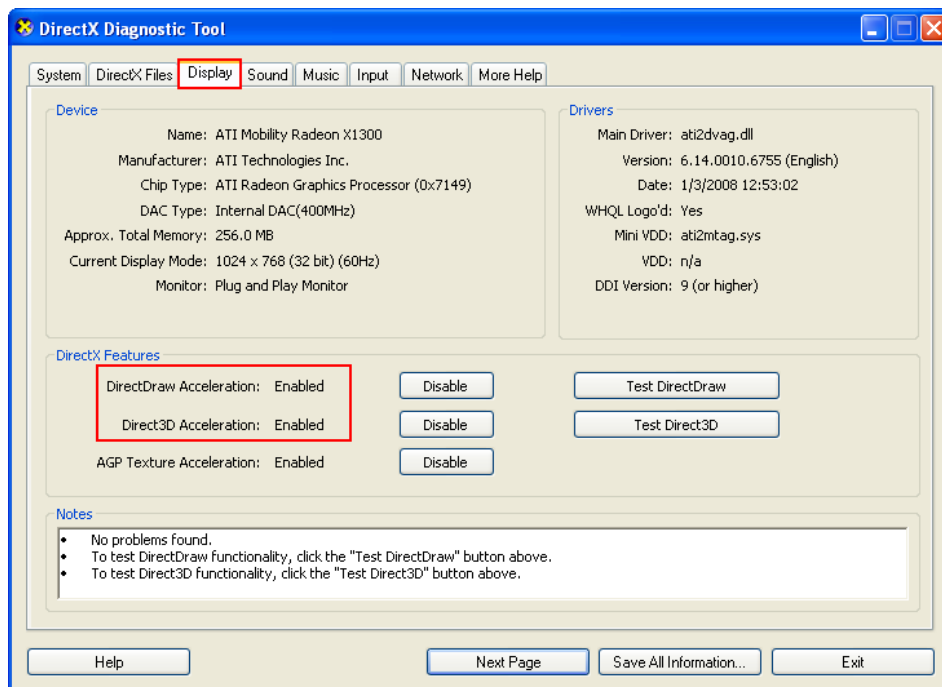 DirectX Diagnostic Tool
System DirectX Files Display Sound Music Input Network More Help
Device
Name: ATI Mobility Radeon X1300
Manufacturer: ATI Technologies Inc.
Chip Type: ATI Radeon Graphics Processor (0x7149)
DAC Type: Internal DAC(400MHz)
Approx. Total Memory: 256.0 MB
Current Display Mode: 1024 x 768 (32 bit) (60Hz)
Monitor: Plug and Play Monitor
Drivers
Main Driver: ati2dvag.dll
Version: 6.14.0010.6755 (English)
Date: 1/3/2008 12:53:02
WHQL Logo'd: Yes
Mini VDD: ati2mtag.sys
VDD: n/a
DDI Version: 9 (or higher)
DirectX Features
DirectDraw Acceleration: Enabled Disable Test DirectDraw
Direct3D Acceleration: Enabled Disable Test Direct3D
AGP Texture Acceleration: Enabled Disable
Notes
• No problems found.
• To test DirectDraw functionality, click the "Test DirectDraw" button above.
• To test Direct3D functionality, click the "Test Direct3D" button above.
Help Next Page Save All Information... Exit